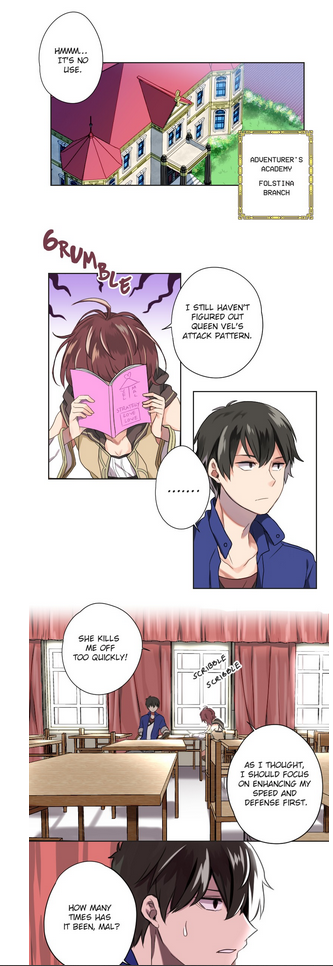 HMMM...
IT'S NO
USE.
ADVENTURER'S
ACADEMY
FOLSTINA
BRANCH
GRUMBLE
I STILL HAVEN'T
FIGURED OUT
QUEEN VEL'S
ATTACK PATTERN.
STRATEGY
.......
SHE KILLS
ME OFF
TOO QUICKLY!
SCRIBBLE
SCRIBBLE
AS I THOUGHT,
I SHOULD FOCUS
ON ENHANCING MY
SPEED AND
DEFENSE FIRST.
HOW MANY
TIMES HAS
IT BEEN, MAL?